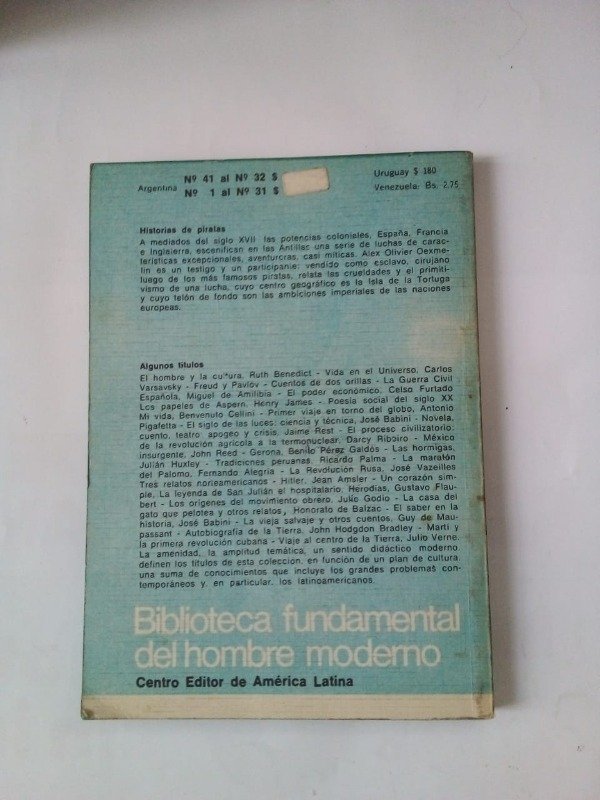 Argentina Nº 41 al Nº 32 $
Nº 1 al Nº 31 $
Uruguay $ 180
Venezuela: Bs. 2.75
Historias de piratas
A mediados del siglo XVII las potencias coloniales, España, Francia
e Inglaterra, escenifican en las Antillas una serie de luchas de carac-
terísticas excepcionales, aventureras, casi míticas. Alex Olivier Oexme-
lin es un testigo y un participante: vendido como esclavo, cirujano
luego de los más famosos piratas, relata las crueldades y el primiti-
vismo de una lucha, cuyo centro geográfico es la Isla de la Tortuga
y cuyo telón de fondo son las ambiciones imperiales de las naciones
europeas.
Algunos títulos
El hombre y la cultura, Ruth Benedict - Vida en el Universo, Carlos
Varsavsky - Freud y Pavlov - Cuentos de dos orillas - La Guerra Civil
Española, Miguel de Amilibia - El poder económico, Celso Furtado
Los papeles de Aspern, Henry James - Poesía social del siglo XX
Mi vida, Benvenuto Cellini - Primer viaje en torno del globo, Antonio
Pigafetta - El siglo de las luces: ciencia y técnica, José Babini - Novela,
cuento, teatro: apogeo y crisis, Jaime Rest - El proceso civilizatorio:
de la revolución agrícola a la termonuclear, Darcy Ribeiro - México
insurgente, John Reed - Gerona, Benito Pérez Galdós - Las hormigas,
Julián Huxley - Tradiciones peruanas, Ricardo Palma - La maratón
del Palomo, Fernando Alegría - La Revolución Rusa, José Vazeilles
Tres relatos norteamericanos - Hitler, Jean Amsler - Un corazón sim-
ple, La leyenda de San Julián el hospitalario, Herodías, Gustavo Flau-
bert - Los orígenes del movimiento obrero, Julio Godio - La casa del
gato que pelotea y otros relatos, Honorato de Balzac - El saber en la
historia, José Babini - La vieja salvaje y otros cuentos, Guy de Mau-
passant - Autobiografía de la Tierra, John Hodgdon Bradley - Martí y
la primera revolución cubana - Viaje al centro de la Tierra, Julio Verne.
La amenidad, la amplitud temática, un sentido didáctico moderno,
definen los títulos de esta colección, en función de un plan de cultura,
una suma de conocimientos que incluye los grandes problemas con-
temporáneos y, en particular, los latinoamericanos.
Biblioteca fundamental
del hombre moderno
Centro Editor de América Latina